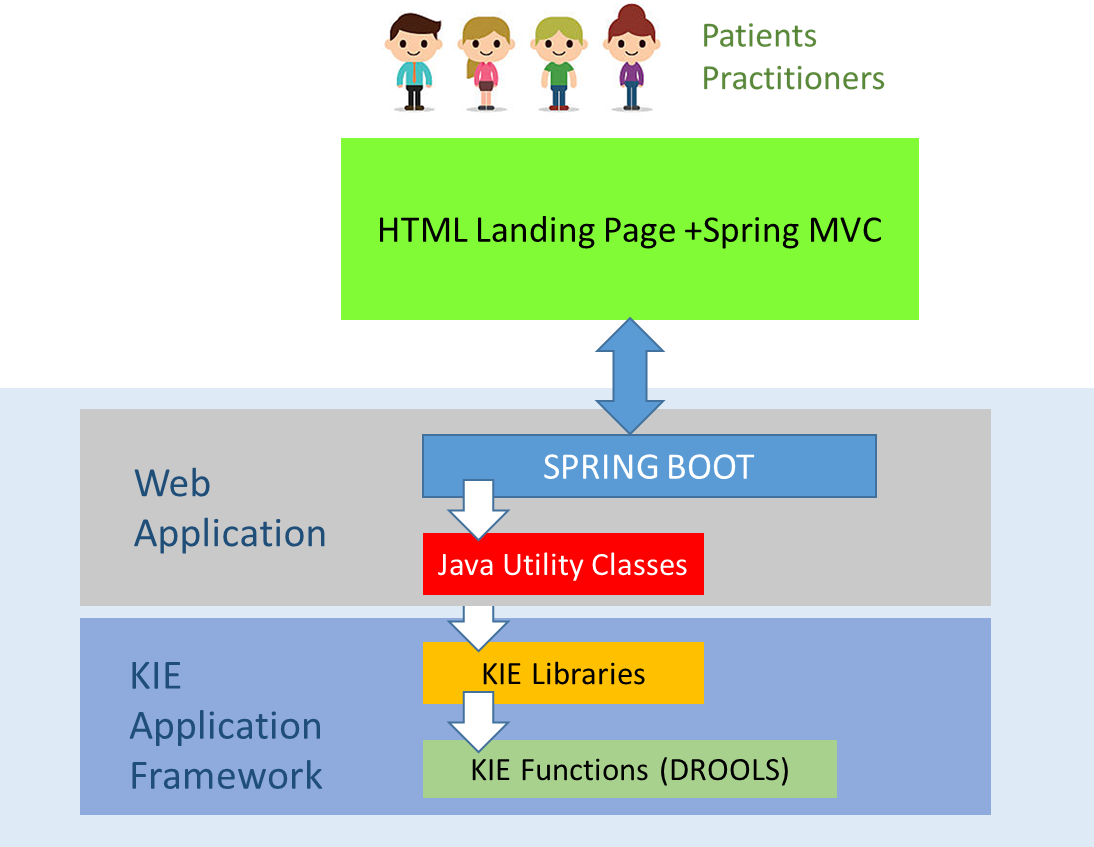 Patients
Practitioners
HTML Landing Page +Spring MVC
SPRING BOOT
Web
Application
Java Utility Classes
KIE
Application
Framework
KIE Libraries
KIE Functions (DROOLS)